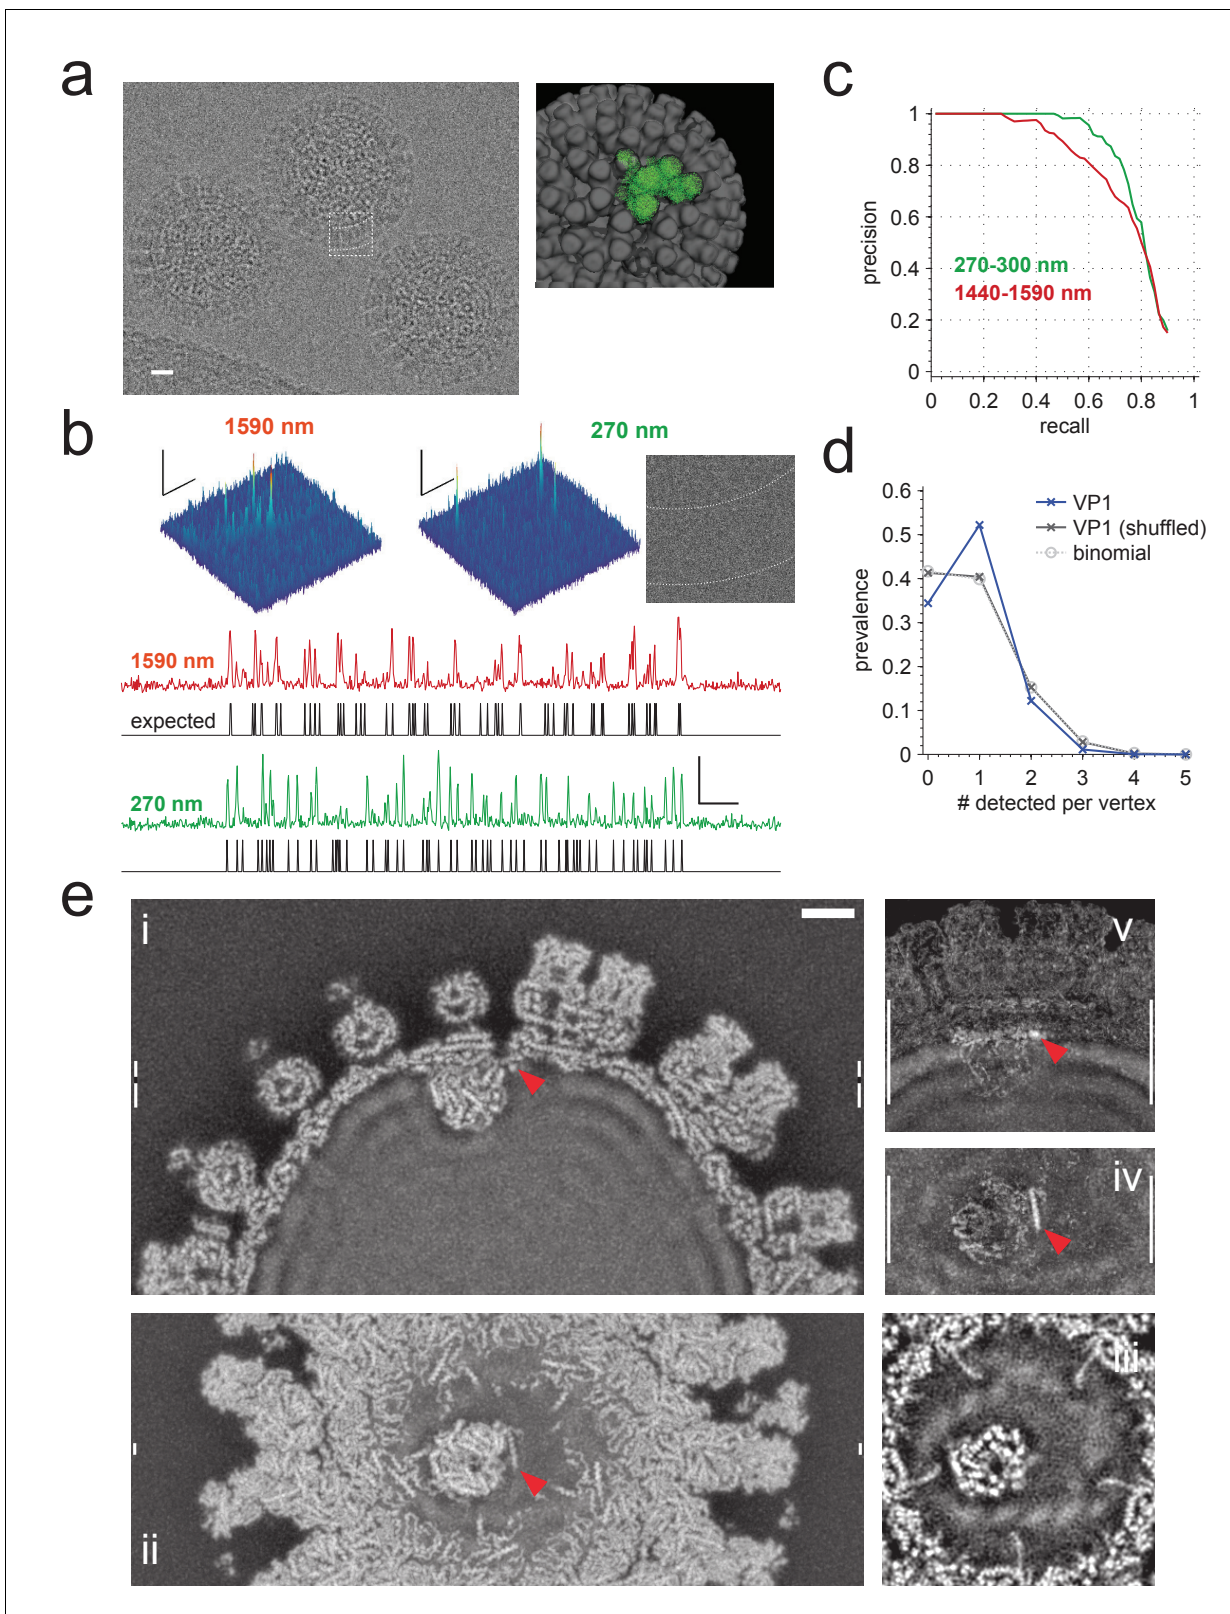 a
c
1
0.8
0.6
0.4
0.2
0
precision
270-300 nm
1440-1590 nm
0
0.2
0.4
0.6
0.8
1
recall
b
1590 nm
270 nm
1590 nm
expected
270 nm
d
0.6
0.5
0.4
0.3
0.2
0.1
0
prevalence
VP1
VP1 (shuffled)
binomial
0
1
2
3
4
5
# detected per vertex
e
i
v
iv
ii
iii